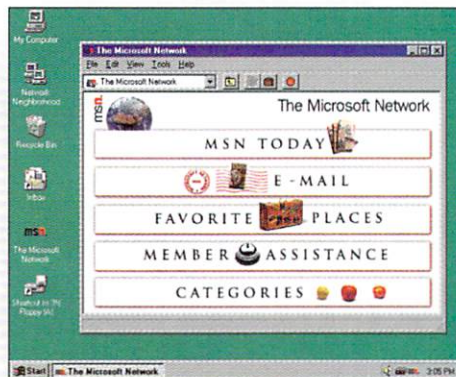 My Computer
Network
Neighborhood
Recycle Bin
Inbox
msn
The Microsoft
Network
Shortcut to 3½
Floppy (A)
The Microsoft Network
File Edit View Tools Help
The Microsoft Network
msn
The Microsoft Network
MSN TODAY
E-MAIL
FAVORITE PLACES
MEMBER ASSISTANCE
CATEGORIES
Start
The Microsoft Network
3:05 PM